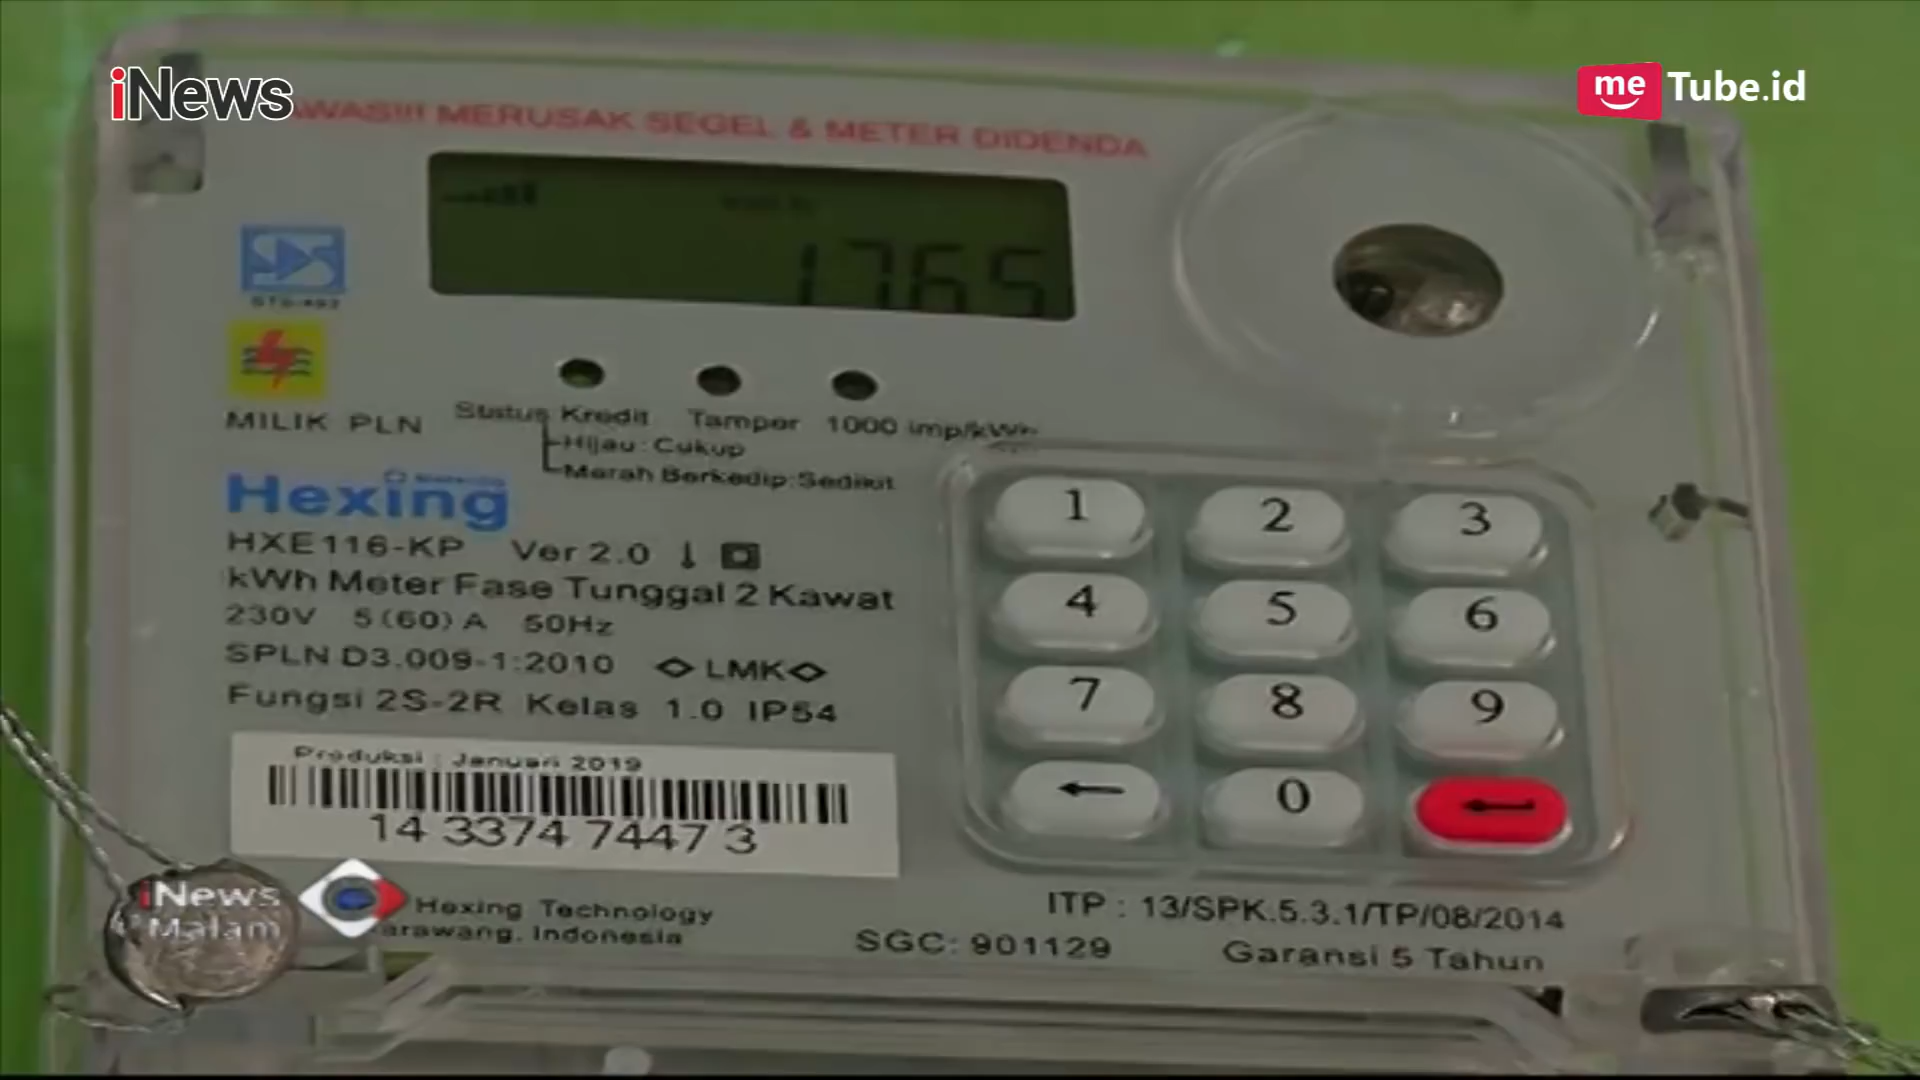 iNews
me Tube.id
AWAS!!! MERUSAK SEGEL & METER DIDENDA
1765
STS
MILIK PLN
Status Kredit Tamper 1000 imp/kWh
Hijau : Cukup
Merah Berkedip : Sedikit
Hexing
HXE116-KP Ver 2.0
kWh Meter Fase Tunggal 2 Kawat
230V 5(60)A 50Hz
SPLN D3.009-1:2010 ◇ LMK ◇
Fungsi 2S-2R Kelas 1.0 IP54
Produksi : Januari 2019
14 3374 7447 3
1 2 3
4 5 6
7 8 9
← 0 ↵
iNews
Malam
Hexing Technology
arawang, Indonesia
SGC: 901129
ITP : 13/SPK.5.3.1/TP/08/2014
Garansi 5 Tahun